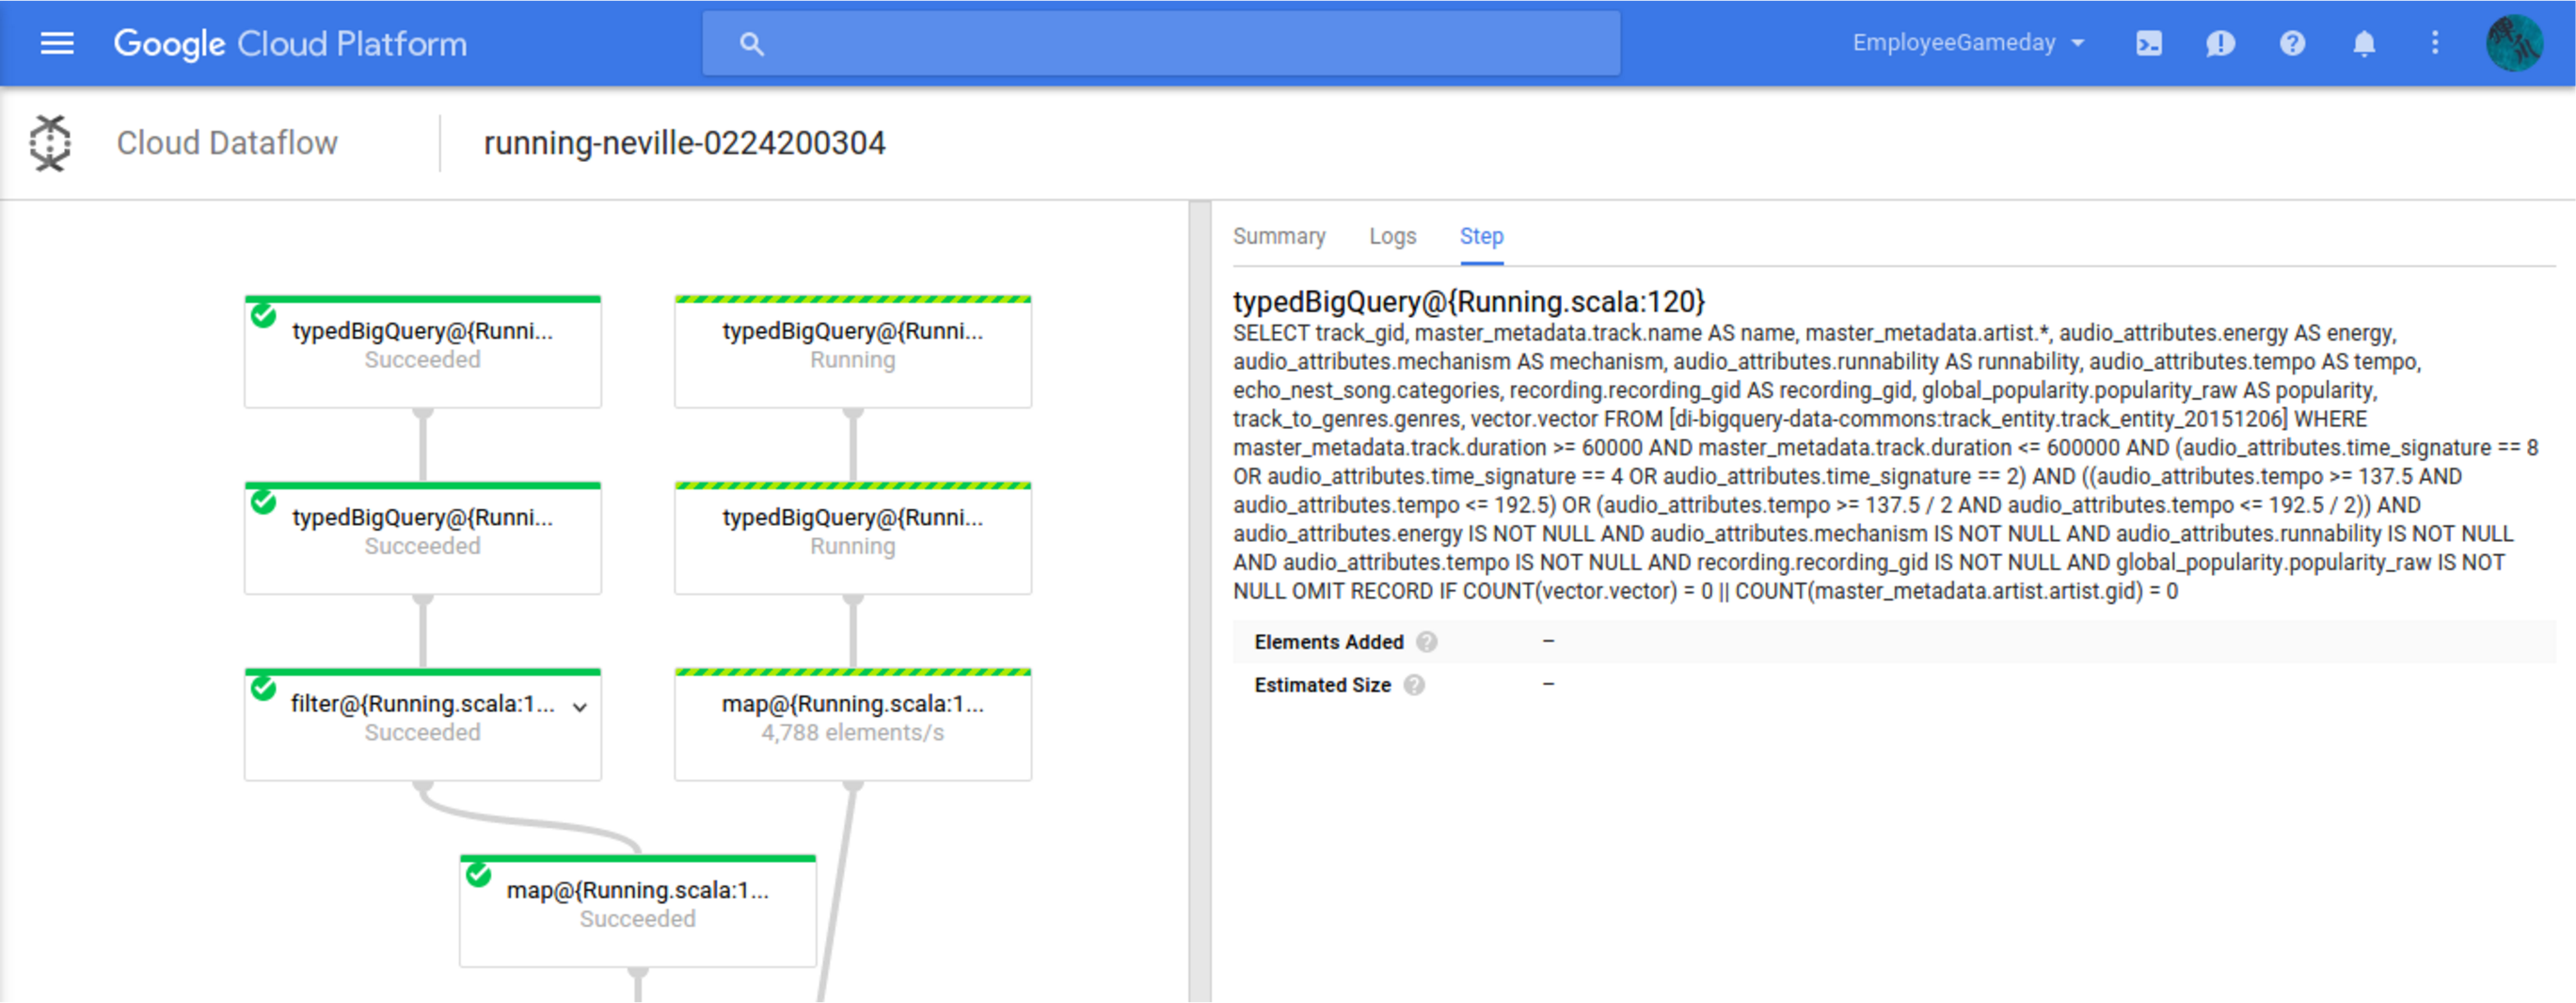 Google Cloud Platform
EmployeeGameday
Cloud Dataflow
running-neville-0224200304
typedBigQuery@{Runni...
Succeeded
typedBigQuery@{Runni...
Running
typedBigQuery@{Runni...
Succeeded
typedBigQuery@{Runni...
Running
filter@{Running.scala:1...
Succeeded
map@{Running.scala:1...
4,788 elements/s
map@{Running.scala:1...
Succeeded
Summary Logs Step
typedBigQuery@{Running.scala:120}
SELECT track_gid, master_metadata.track.name AS name, master_metadata.artist.*, audio_attributes.energy AS energy,
audio_attributes.mechanism AS mechanism, audio_attributes.runnability AS runnability, audio_attributes.tempo AS tempo,
echo_nest_song.categories, recording.recording_gid AS recording_gid, global_popularity.popularity_raw AS popularity,
track_to_genres.genres, vector.vector FROM [di-bigquery-data-commons:track_entity.track_entity_20151206] WHERE
master_metadata.track.duration >= 60000 AND master_metadata.track.duration <= 600000 AND (audio_attributes.time_signature == 8
OR audio_attributes.time_signature == 4 OR audio_attributes.time_signature == 2) AND ((audio_attributes.tempo >= 137.5 AND
audio_attributes.tempo <= 192.5) OR (audio_attributes.tempo >= 137.5 / 2 AND audio_attributes.tempo <= 192.5 / 2)) AND
audio_attributes.energy IS NOT NULL AND audio_attributes.mechanism IS NOT NULL AND audio_attributes.runnability IS NOT NULL
AND audio_attributes.tempo IS NOT NULL AND recording.recording_gid IS NOT NULL AND global_popularity.popularity_raw IS NOT
NULL OMIT RECORD IF COUNT(vector.vector) = 0 || COUNT(master_metadata.artist.artist.gid) = 0
Elements Added ? –
Estimated Size ? –